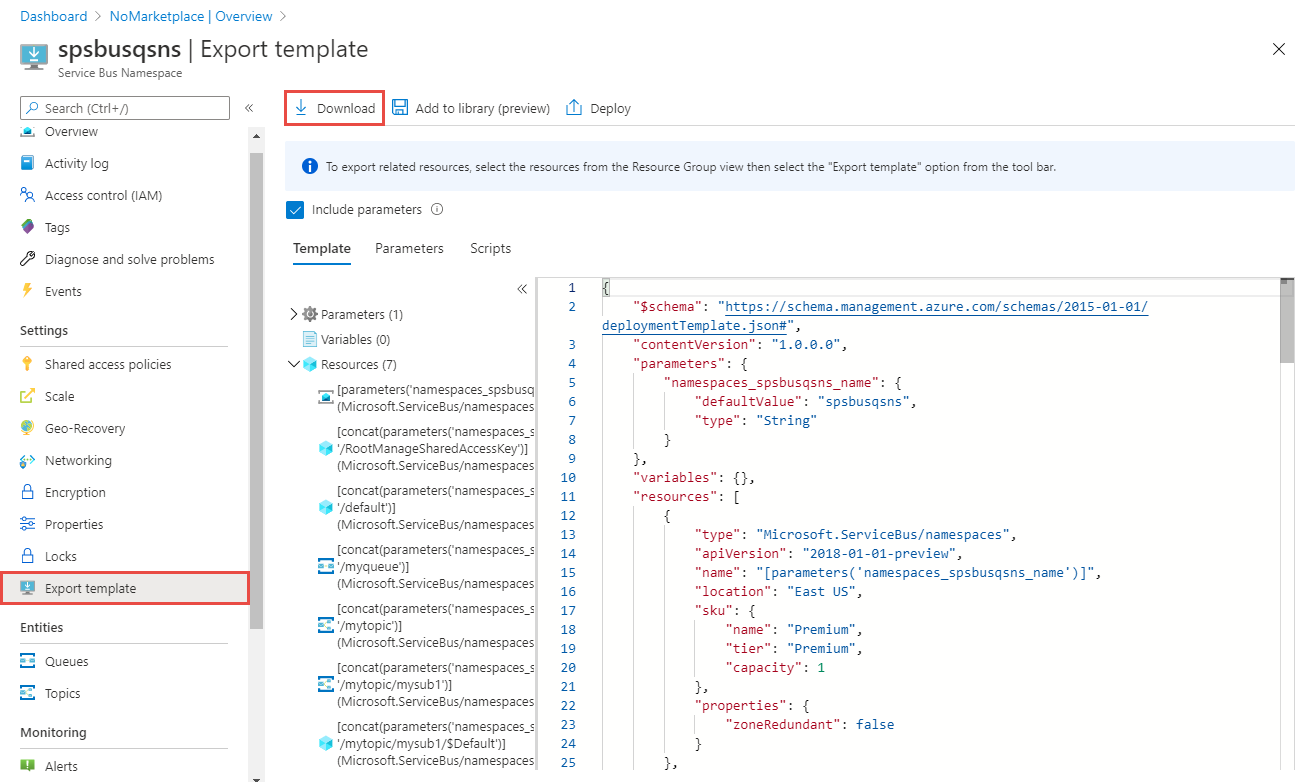 Dashboard > NoMarketplace | Overview >
spsbusqsns | Export template
Service Bus Namespace
Search (Ctrl+/)
«
Overview
Activity log
Access control (IAM)
Tags
Diagnose and solve problems
Events
Settings
Shared access policies
Scale
Geo-Recovery
Networking
Encryption
Properties
Locks
Export template
Entities
Queues
Topics
Monitoring
Alerts
Download
Add to library (preview)
Deploy
To export related resources, select the resources from the Resource Group view then select the "Export template" option from the tool bar.
Include parameters
Template
Parameters
Scripts
«
Parameters (1)
Variables (0)
Resources (7)
[parameters('namespaces_spsbusq
(Microsoft.ServiceBus/namespaces
[concat(parameters('namespaces_s
'/RootManageSharedAccessKey')]
(Microsoft.ServiceBus/namespaces
[concat(parameters('namespaces_s
'/default')]
(Microsoft.ServiceBus/namespaces
[concat(parameters('namespaces_s
'/myqueue')]
(Microsoft.ServiceBus/namespaces
[concat(parameters('namespaces_s
'/mytopic')]
(Microsoft.ServiceBus/namespaces
[concat(parameters('namespaces_s
'/mytopic/mysub1')]
(Microsoft.ServiceBus/namespaces
[concat(parameters('namespaces_s
'/mytopic/mysub1/$Default')]
(Microsoft.ServiceBus/namespaces
1 {
2 "$schema": "https://schema.management.azure.com/schemas/2015-01-01/
deploymentTemplate.json#",
3 "contentVersion": "1.0.0.0",
4 "parameters": {
5 "namespaces_spsbusqsns_name": {
6 "defaultValue": "spsbusqsns",
7 "type": "String"
8 }
9 },
10 "variables": {},
11 "resources": [
12 {
13 "type": "Microsoft.ServiceBus/namespaces",
14 "apiVersion": "2018-01-01-preview",
15 "name": "[parameters('namespaces_spsbusqsns_name')]",
16 "location": "East US",
17 "sku": {
18 "name": "Premium",
19 "tier": "Premium",
20 "capacity": 1
21 },
22 "properties": {
23 "zoneRedundant": false
24 }
25 },